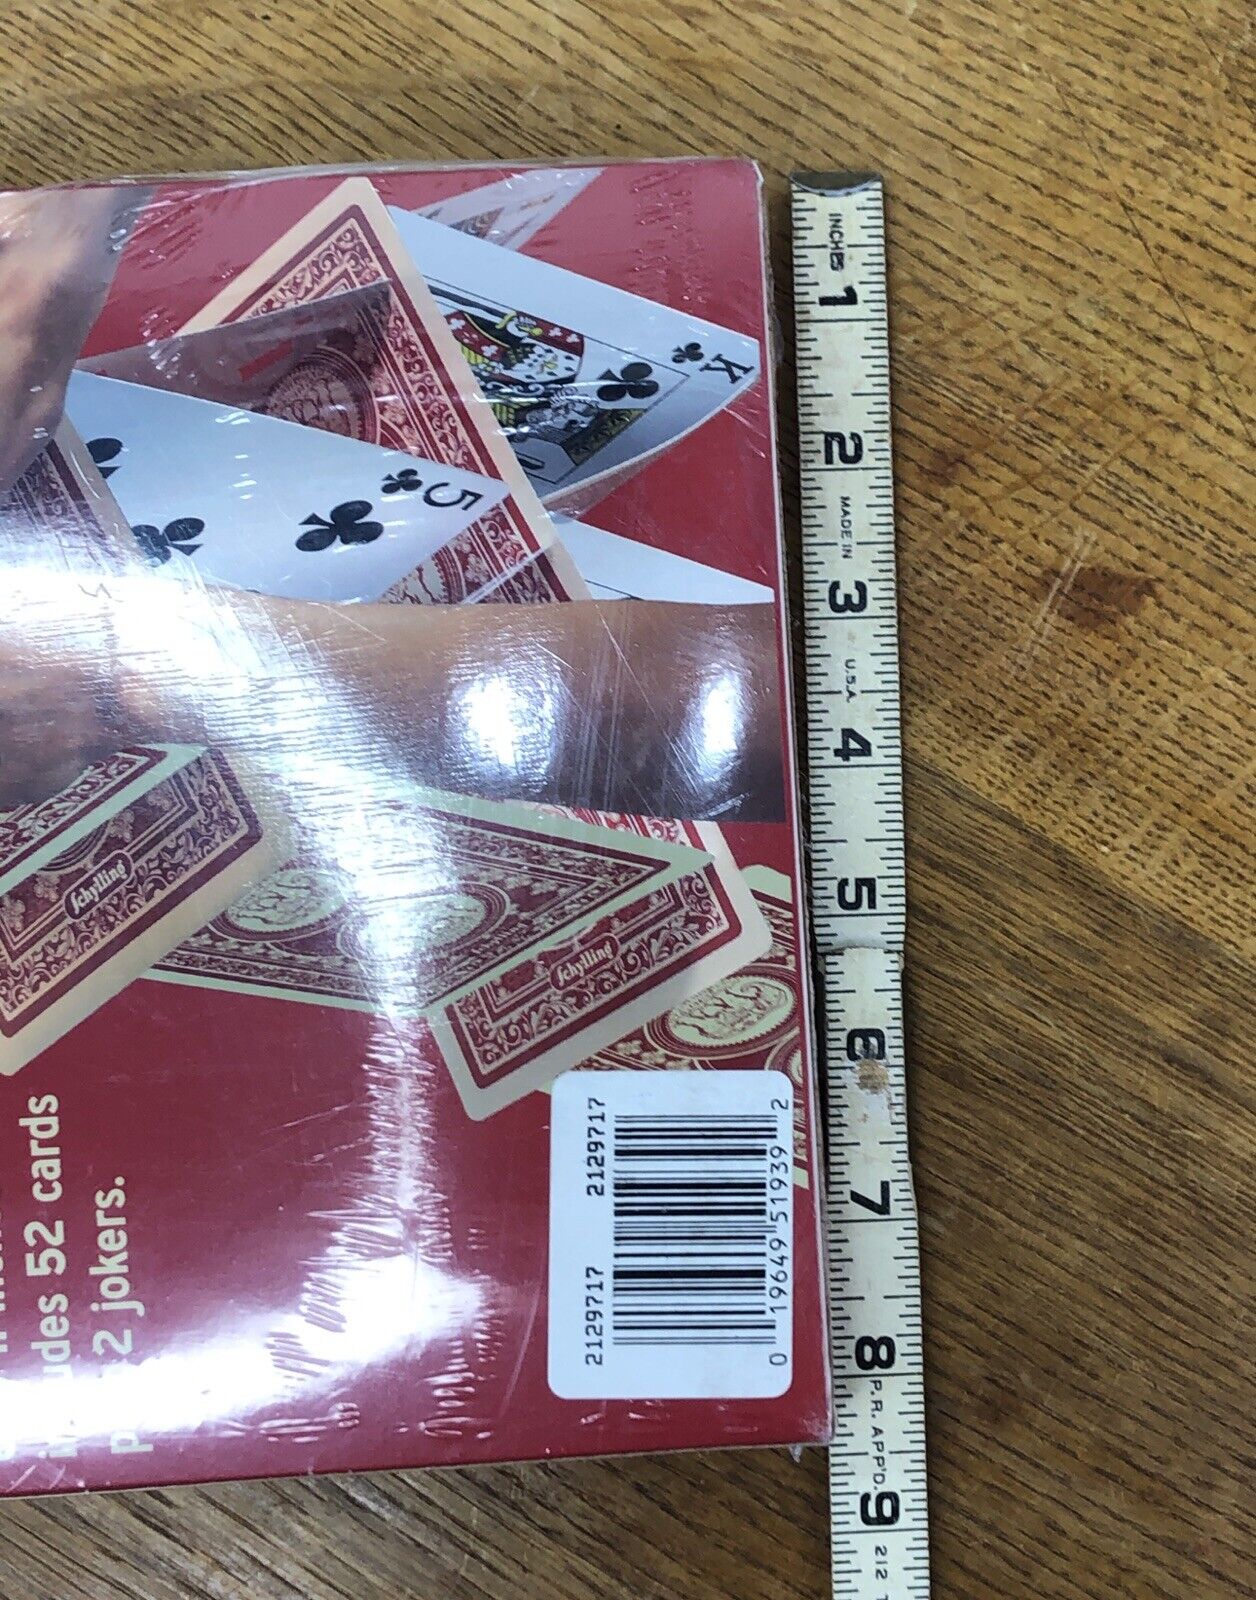 K
5
Schylling
Schylling
52 cards
2 jokers.
2129717 2129717
0 19649 51939 2
INCHES
1
2
MADE IN
3
U.S.A.
4
5
6
7
8
P.R. APP'D.
9
212